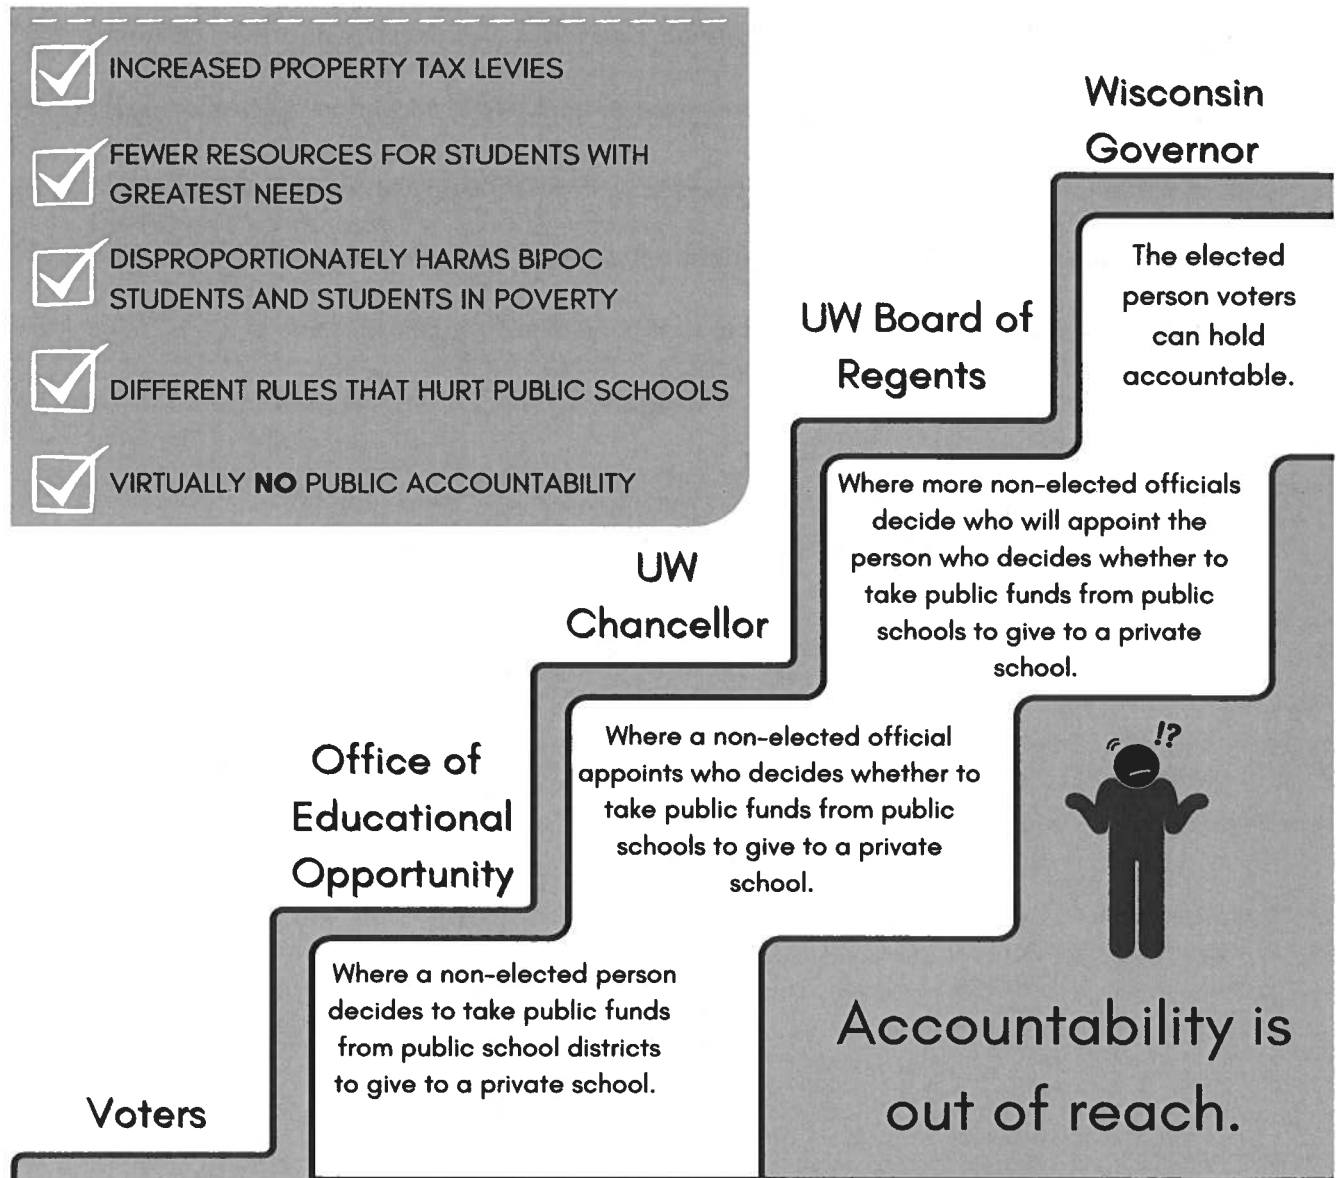 INCREASED PROPERTY TAX LEVIES
FEWER RESOURCES FOR STUDENTS WITH
GREATEST NEEDS
DISPROPORTIONATELY HARMS BIPOC
STUDENTS AND STUDENTS IN POVERTY
DIFFERENT RULES THAT HURT PUBLIC SCHOOLS
VIRTUALLY NO PUBLIC ACCOUNTABILITY
Wisconsin
Governor
The elected
person voters
can hold
accountable.
UW Board of
Regents
Where more non-elected officials
decide who will appoint the
person who decides whether to
take public funds from public
schools to give to a private
school.
UW
Chancellor
Where a non-elected official
appoints who decides whether to
take public funds from public
schools to give to a private
school.
Office of
Educational
Opportunity
Where a non-elected person
decides to take public funds
from public school districts
to give to a private school.
Voters
!?
Accountability is
out of reach.